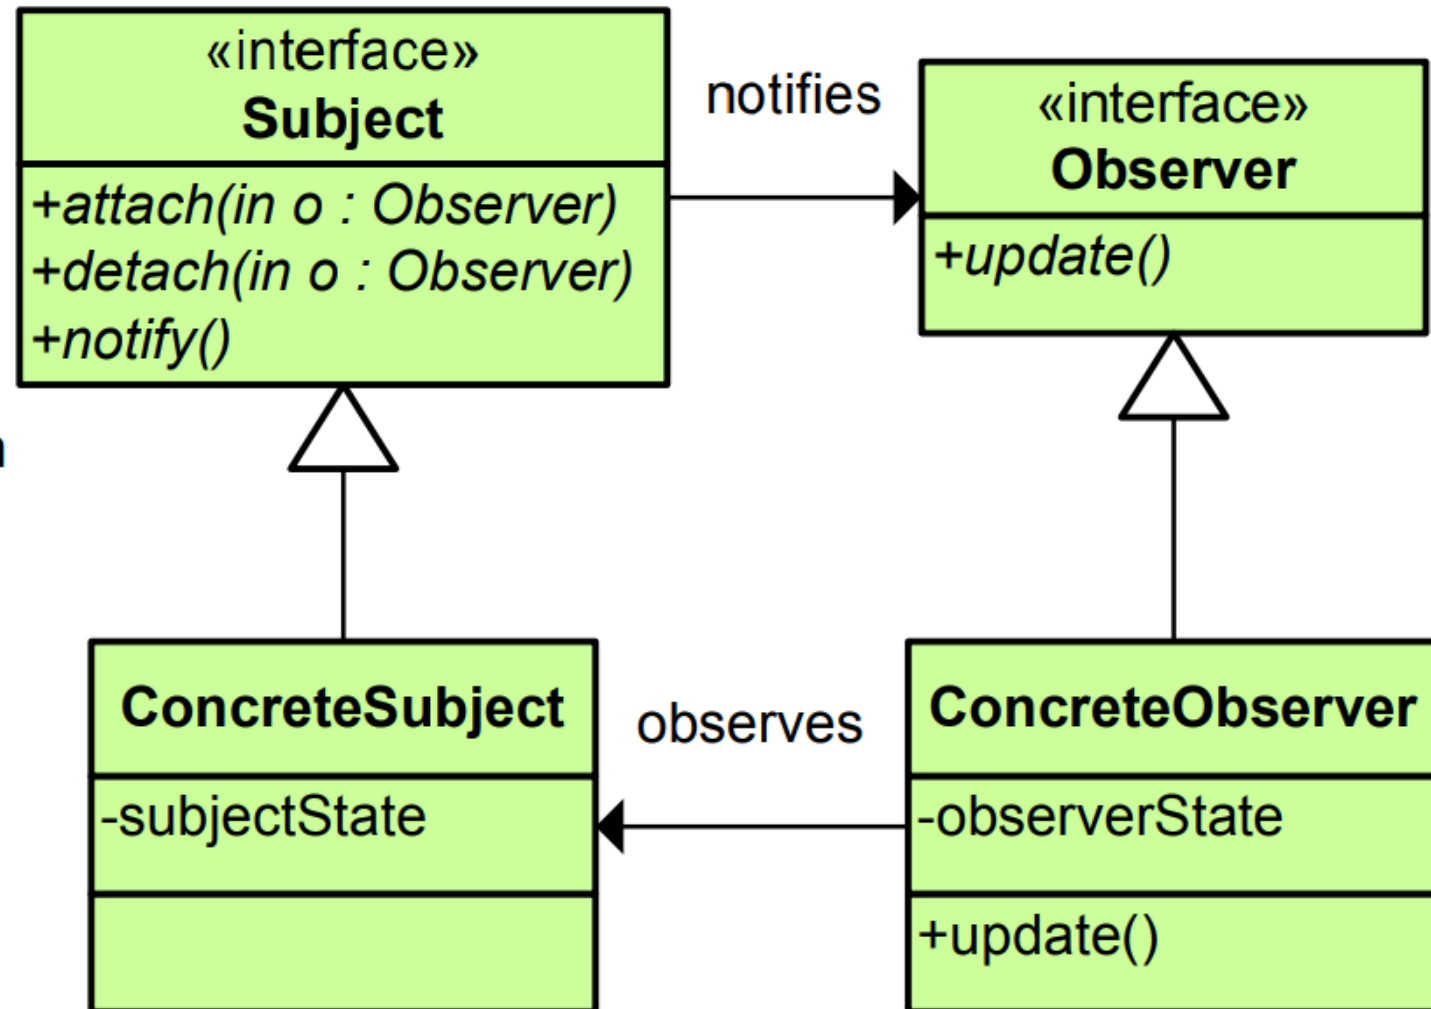 «interface»
Subject
+attach(in o : Observer)
+detach(in o : Observer)
+notify()
notifies
«interface»
Observer
+update()
ConcreteSubject
-subjectState
observes
ConcreteObserver
-observerState
+update()